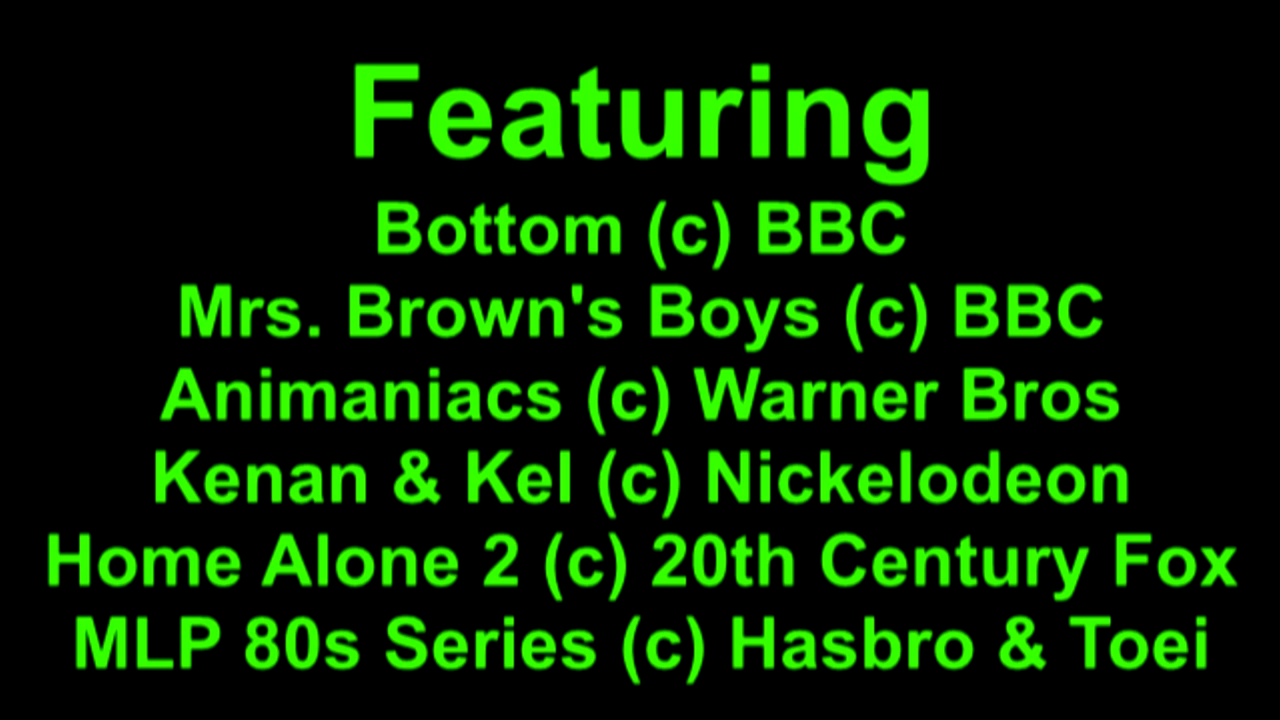 Featuring
Bottom (c) BBC
Mrs. Brown's Boys (c) BBC
Animaniacs (c) Warner Bros
Kenan & Kel (c) Nickelodeon
Home Alone 2 (c) 20th Century Fox
MLP 80s Series (c) Hasbro & Toei